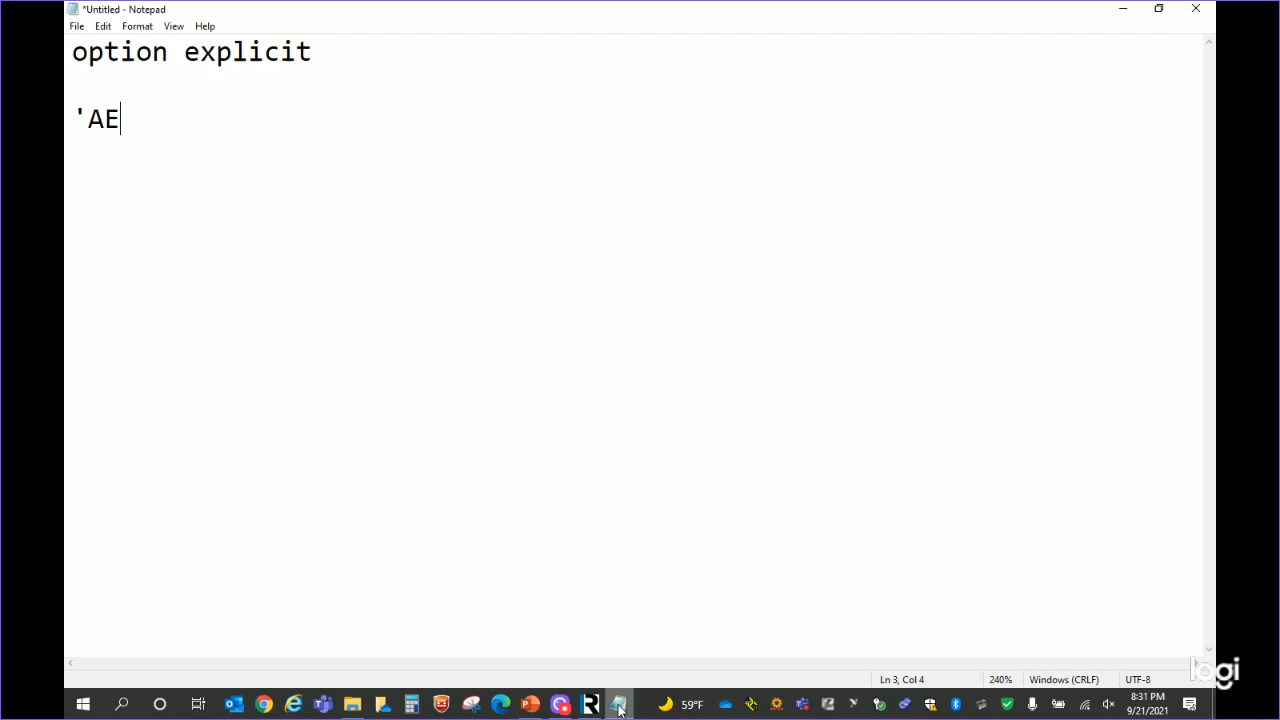 *Untitled - Notepad
File Edit Format View Help
option explicit
'AE
Ln 3, Col 4 240% Windows (CRLF) UTF-8
logi
59°F
8:31 PM
9/21/2021